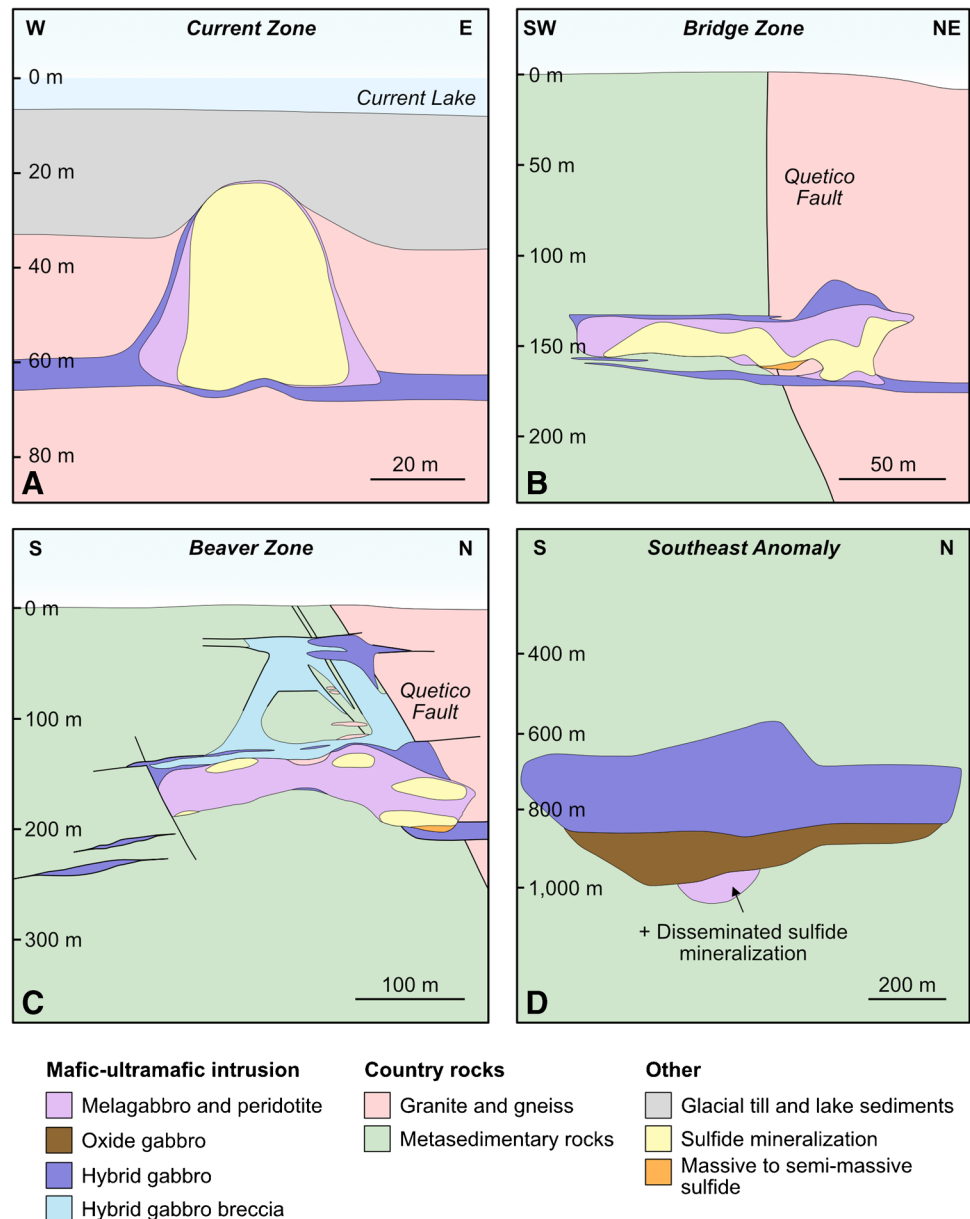 W Current Zone E
0 m
Current Lake
20 m
40 m
60 m
80 m
20 m
A
SW Bridge Zone NE
0 m
50 m
Quetico
Fault
100 m
150 m
200 m
50 m
B
S Beaver Zone N
0 m
Quetico
Fault
100 m
200 m
300 m
100 m
C
S Southeast Anomaly N
400 m
600 m
800 m
1,000 m
+ Disseminated sulfide
mineralization
200 m
D
Mafic-ultramafic intrusion
Melagabbro and peridotite
Oxide gabbro
Hybrid gabbro
Hybrid gabbro breccia
Country rocks
Granite and gneiss
Metasedimentary rocks
Other
Glacial till and lake sediments
Sulfide mineralization
Massive to semi-massive
sulfide